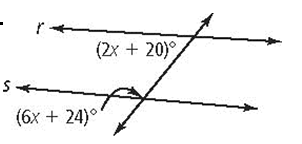 r
(2x + 20)°
s
(6x + 24)°